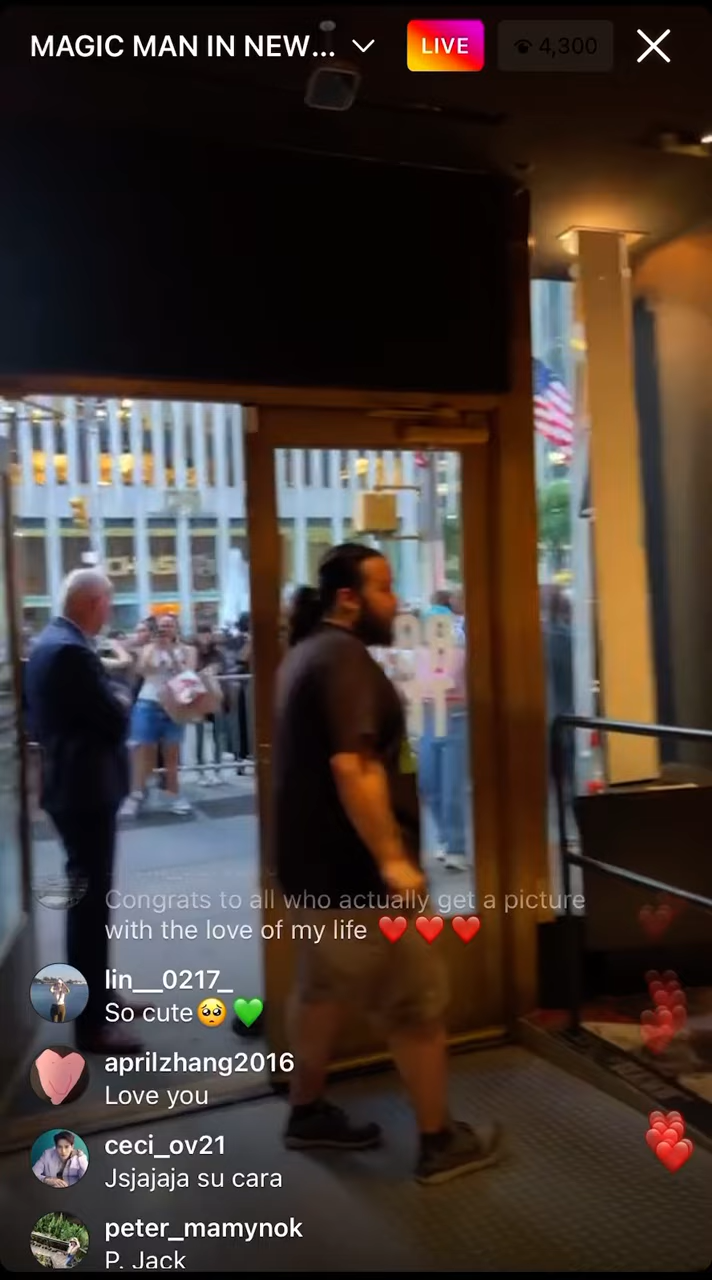 MAGIC MAN IN NEW...
LIVE
4,300
Congrats to all who actually get a picture
with the love of my life ❤️ ❤️ ❤️
lin__0217_
So cute🥺💚
aprilzhang2016
Love you
ceci_ov21
Jsjajaja su cara
peter_mamynok
P. Jack